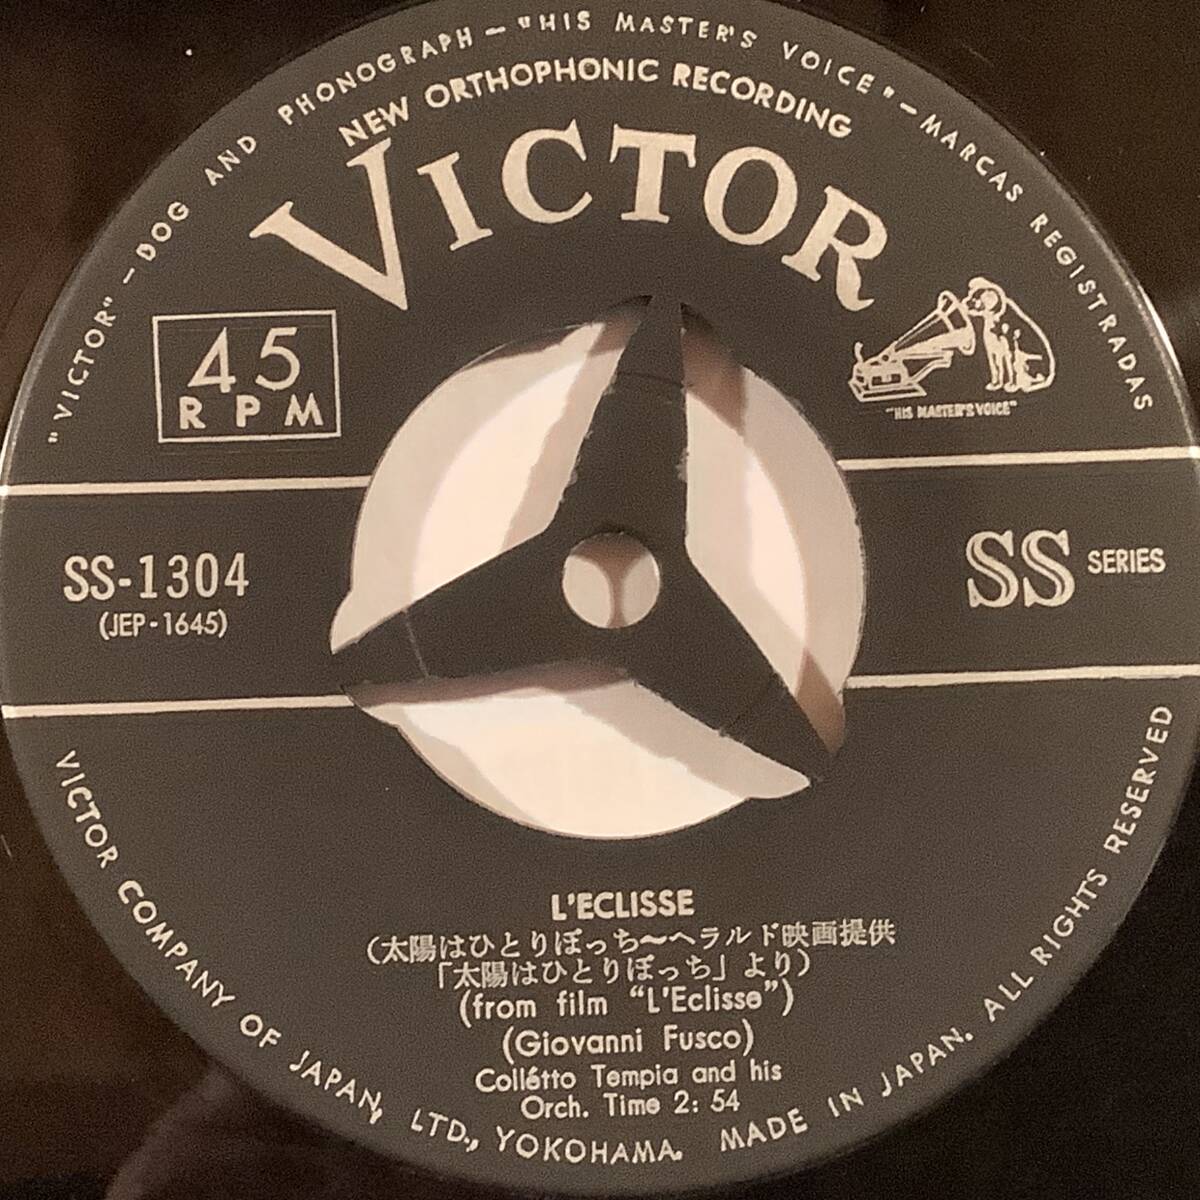 "VICTOR" — DOG AND PHONOGRAPH — "HIS MASTER'S VOICE" — MARCAS REGISTRADAS
NEW ORTHOPHONIC RECORDING
VICTOR
45
RPM
"HIS MASTER'S VOICE"
SS-1304
(JEP-1645)
SS SERIES
L'ECLISSE
(太陽はひとりぼっち〜ヘラルド映画提供
「太陽はひとりぼっち」より)
(from film "L'Eclisse")
(Giovanni Fusco)
Collétto Tempia and his
Orch. Time 2: 54
VICTOR COMPANY OF JAPAN, LTD., YOKOHAMA. MADE IN JAPAN. ALL RIGHTS RESERVED